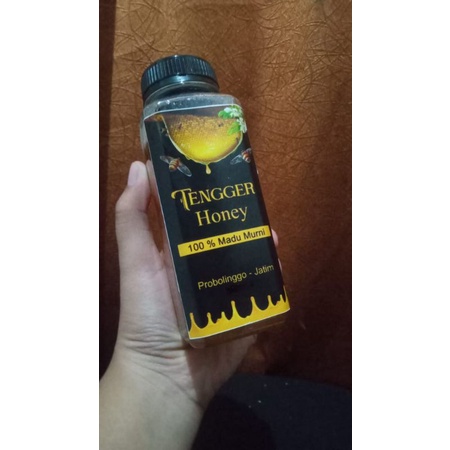 TENGGER
Honey
100 % Madu Murni
Probolinggo - Jatim